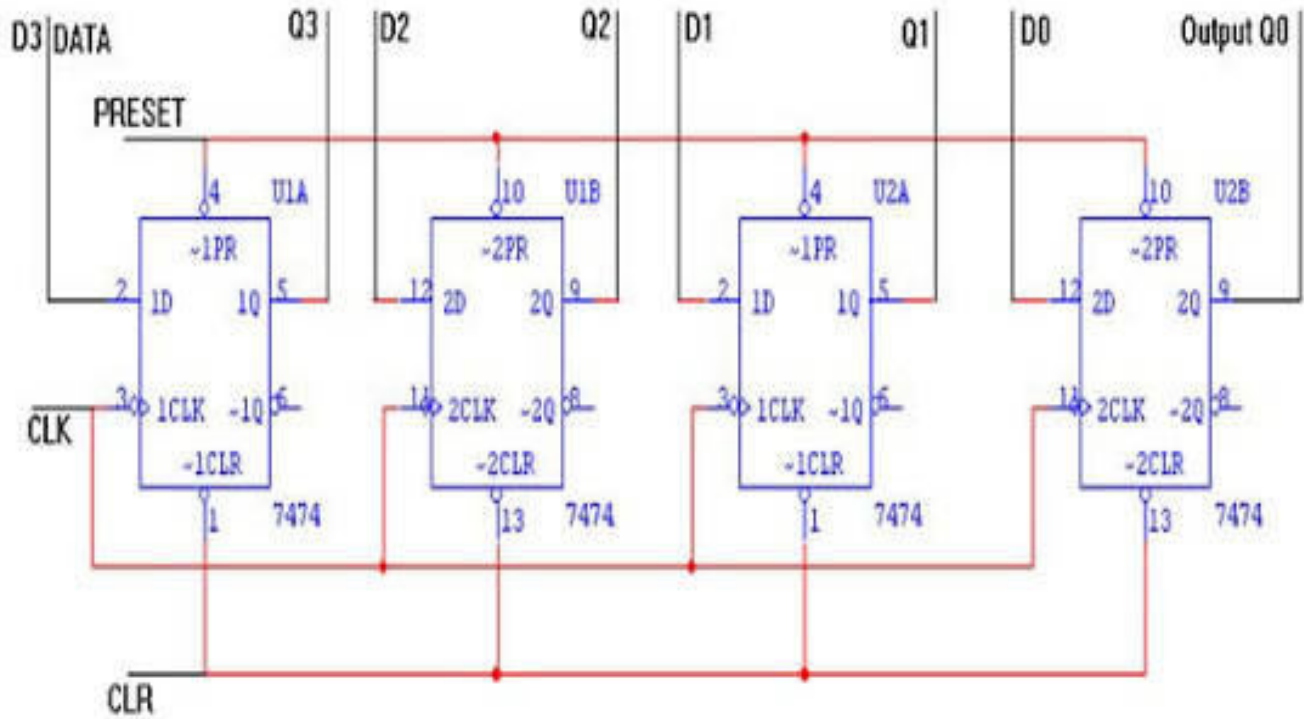 D3 DATA Q3 D2 Q2 D1 Q1 D0 Output Q0
PRESET
4 U1A 10 U1B 4 U2A 10 U2B
~1PR ~2PR ~1PR ~2PR
2 1D 1Q 5 12 2D 2Q 9 2 1D 1Q 5 12 2D 2Q 9
3 1CLK ~1Q 6 11 2CLK ~2Q 8 3 1CLK ~1Q 6 11 2CLK ~2Q 8
CLK
~1CLR ~2CLR ~1CLR ~2CLR
1 7474 13 7474 1 7474 13 7474
CLR